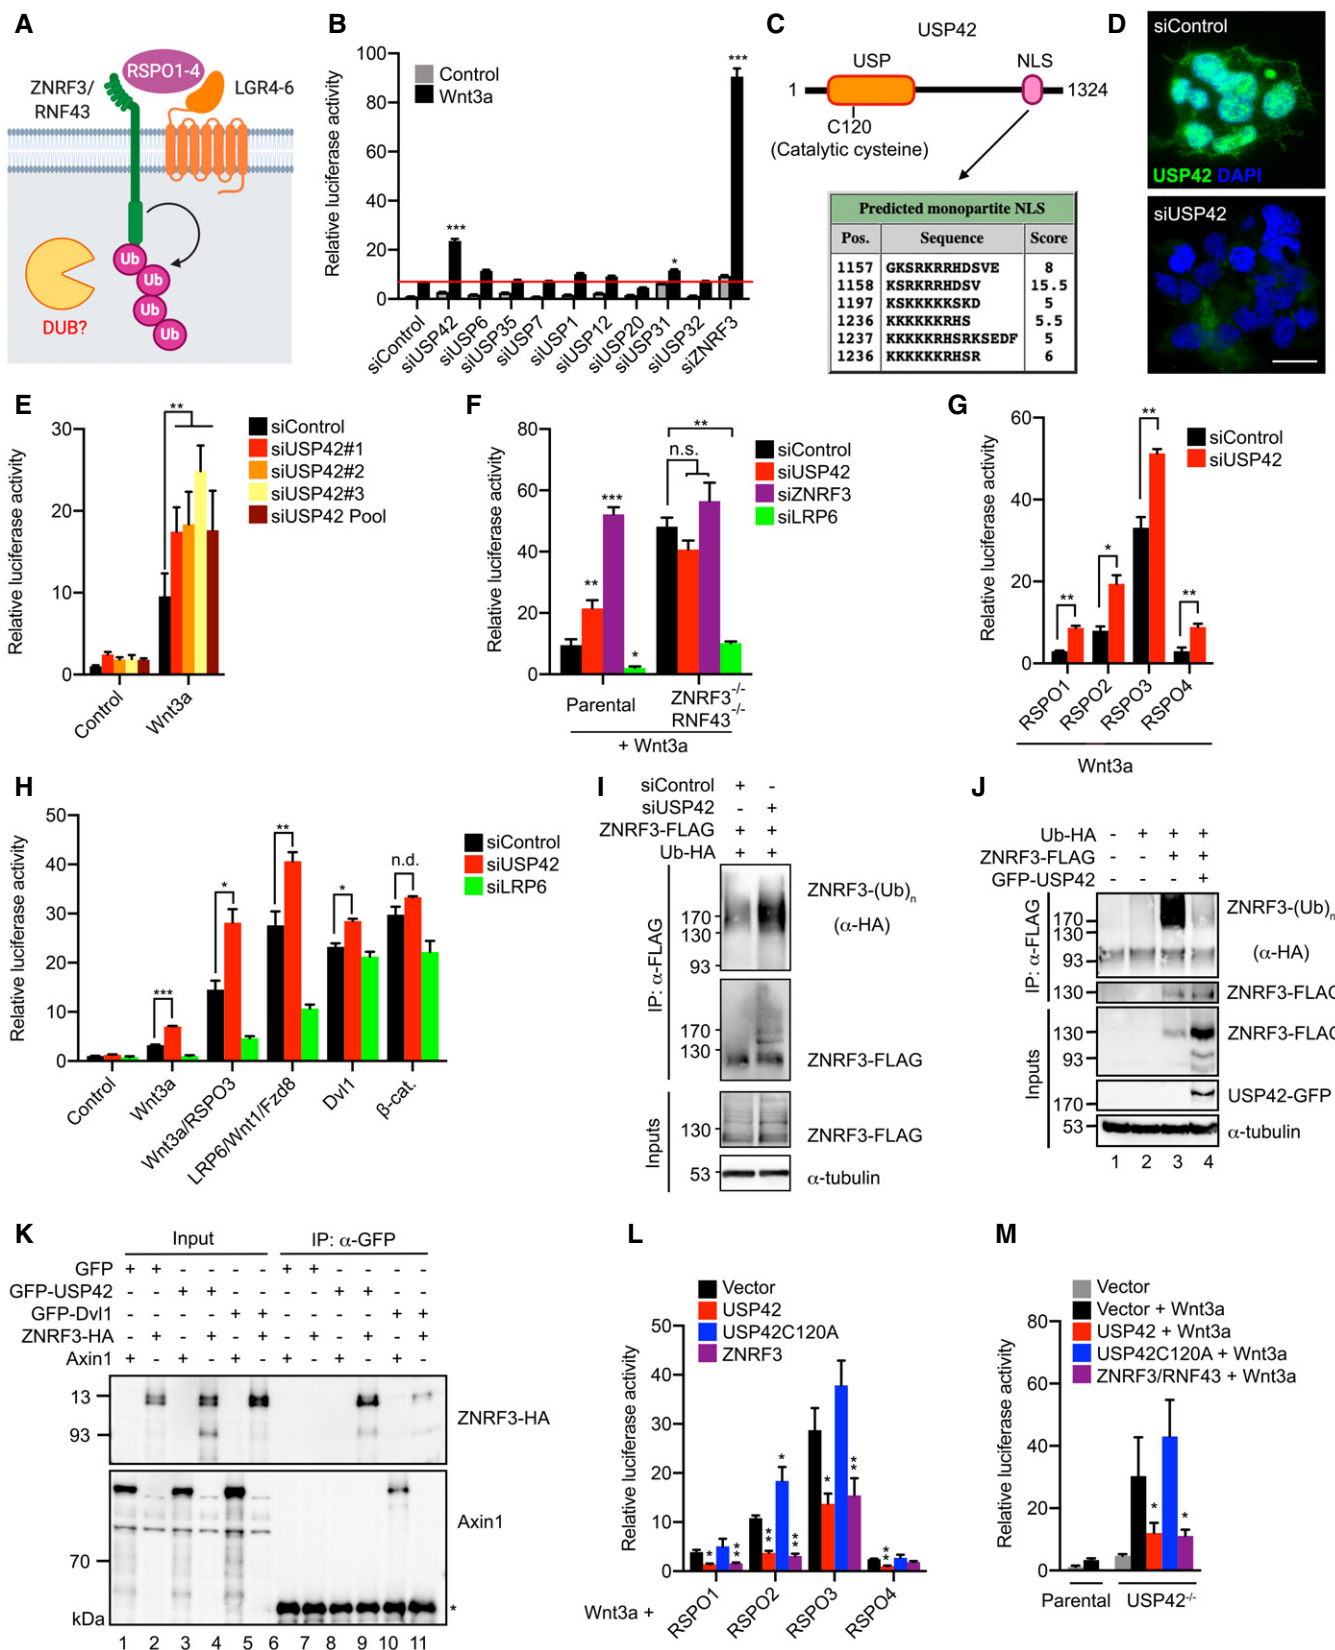 A
RSPO1-4
ZNRF3/
RNF43
LGR4-6
Ub
Ub
Ub
Ub
DUB?
B
Relative luciferase activity
100
80
60
40
20
0
Control
Wnt3a
***
*
***
siControl
siUSP42
siUSP6
siUSP35
siUSP7
siUSP1
siUSP12
siUSP20
siUSP31
siUSP32
siZNRF3
C
USP42
USP
NLS
1
1324
C120
(Catalytic cysteine)
Predicted monopartite NLS
Pos. Sequence Score
1157 GKSRKRRHDSVE 8
1158 KSRKRRHDSV 15.5
1197 KSKKKKKSKD 5
1236 KKKKKKRHS 5.5
1237 KKKKKRHSRKSEDF 5
1236 KKKKKKRHSR 6
D
siControl
USP42 DAPI
siUSP42
E
Relative luciferase activity
30
20
10
0
**
siControl
siUSP42#1
siUSP42#2
siUSP42#3
siUSP42 Pool
Control
Wnt3a
F
Relative luciferase activity
80
60
40
20
0
**
***
*
n.s.
**
siControl
siUSP42
siZNRF3
siLRP6
Parental
ZNRF3-/-
RNF43-/-
+ Wnt3a
G
Relative luciferase activity
60
40
20
0
**
*
**
**
siControl
siUSP42
RSPO1
RSPO2
RSPO3
RSPO4
Wnt3a
H
Relative luciferase activity
50
40
30
20
10
0
***
*
**
*
n.d.
siControl
siUSP42
siLRP6
Control
Wnt3a
Wnt3a/RSPO3
LRP6/Wnt1/Fzd8
Dvl1
β-cat.
I
siControl + -
siUSP42 - +
ZNRF3-FLAG + +
Ub-HA + +
IP: α-FLAG
170
130
93
ZNRF3-(Ub)n
(α-HA)
170
130
ZNRF3-FLAG
Inputs
130
ZNRF3-FLAG
53
α-tubulin
J
Ub-HA - + + +
ZNRF3-FLAG - - + +
GFP-USP42 - - - +
IP: α-FLAG
170
130
93
ZNRF3-(Ub)n
(α-HA)
130
ZNRF3-FLAG
Inputs
130
93
ZNRF3-FLAG
170
USP42-GFP
53
α-tubulin
1 2 3 4
K
Input
IP: α-GFP
GFP + + - - - - + + - - - -
GFP-USP42 - - + + - - - - + + - -
GFP-Dvl1 - - - - + + - - - - + +
ZNRF3-HA - + - + - + - + - + - +
Axin1 + - + - + - + - + - + -
13
93
ZNRF3-HA
Axin1
70
kDa
*
1 2 3 4 5 6 7 8 9 10 11
L
Relative luciferase activity
50
40
30
20
10
0
Vector
USP42
USP42C120A
ZNRF3
*
**
**
*
**
*
**
**
Wnt3a +
RSPO1
RSPO2
RSPO3
RSPO4
M
Relative luciferase activity
80
60
40
20
0
Vector
Vector + Wnt3a
USP42 + Wnt3a
USP42C120A + Wnt3a
ZNRF3/RNF43 + Wnt3a
*
*
Parental
USP42-/-